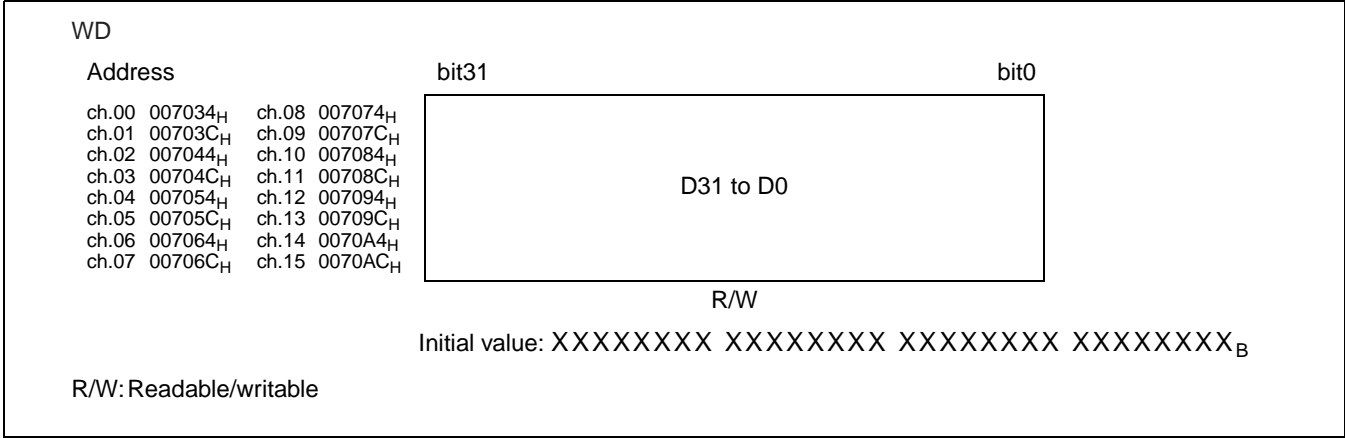 WD
Address bit31 bit0
ch.00 007034H ch.08 007074H
ch.01 00703CH ch.09 00707CH
ch.02 007044H ch.10 007084H
ch.03 00704CH ch.11 00708CH
ch.04 007054H ch.12 007094H
ch.05 00705CH ch.13 00709CH
ch.06 007064H ch.14 0070A4H
ch.07 00706CH ch.15 0070ACH
D31 to D0
R/W
Initial value: XXXXXXXX XXXXXXXX XXXXXXXX XXXXXXXXB
R/W: Readable/writable